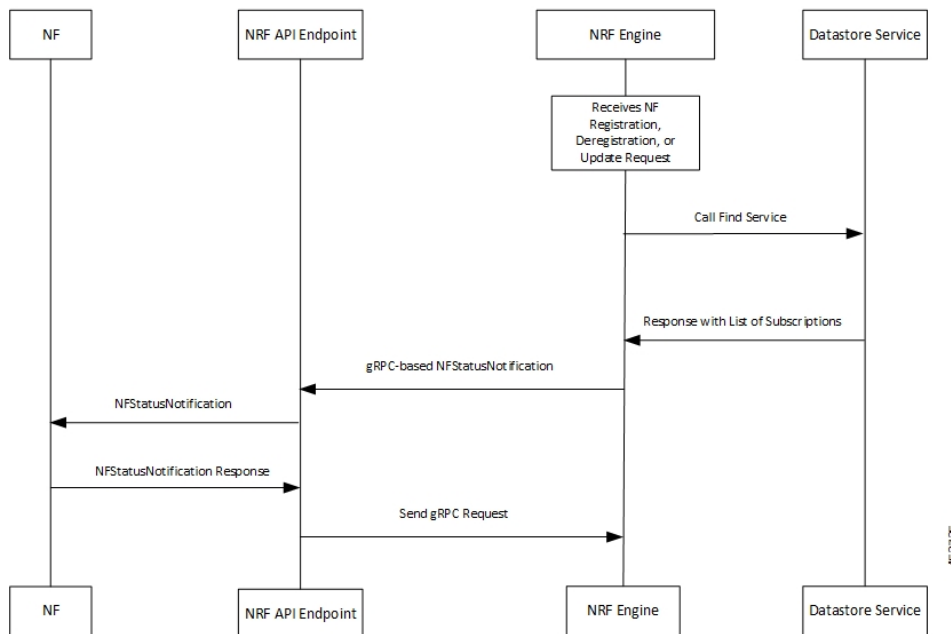 NF
NRF API Endpoint
NRF Engine
Datastore Service
Receives NF
Registration,
Deregistration, or
Update Request
Call Find Service
Response with List of Subscriptions
gRPC-based NFStatusNotification
NFStatusNotification
NFStatusNotification Response
Send gRPC Request
NF
NRF API Endpoint
NRF Engine
Datastore Service